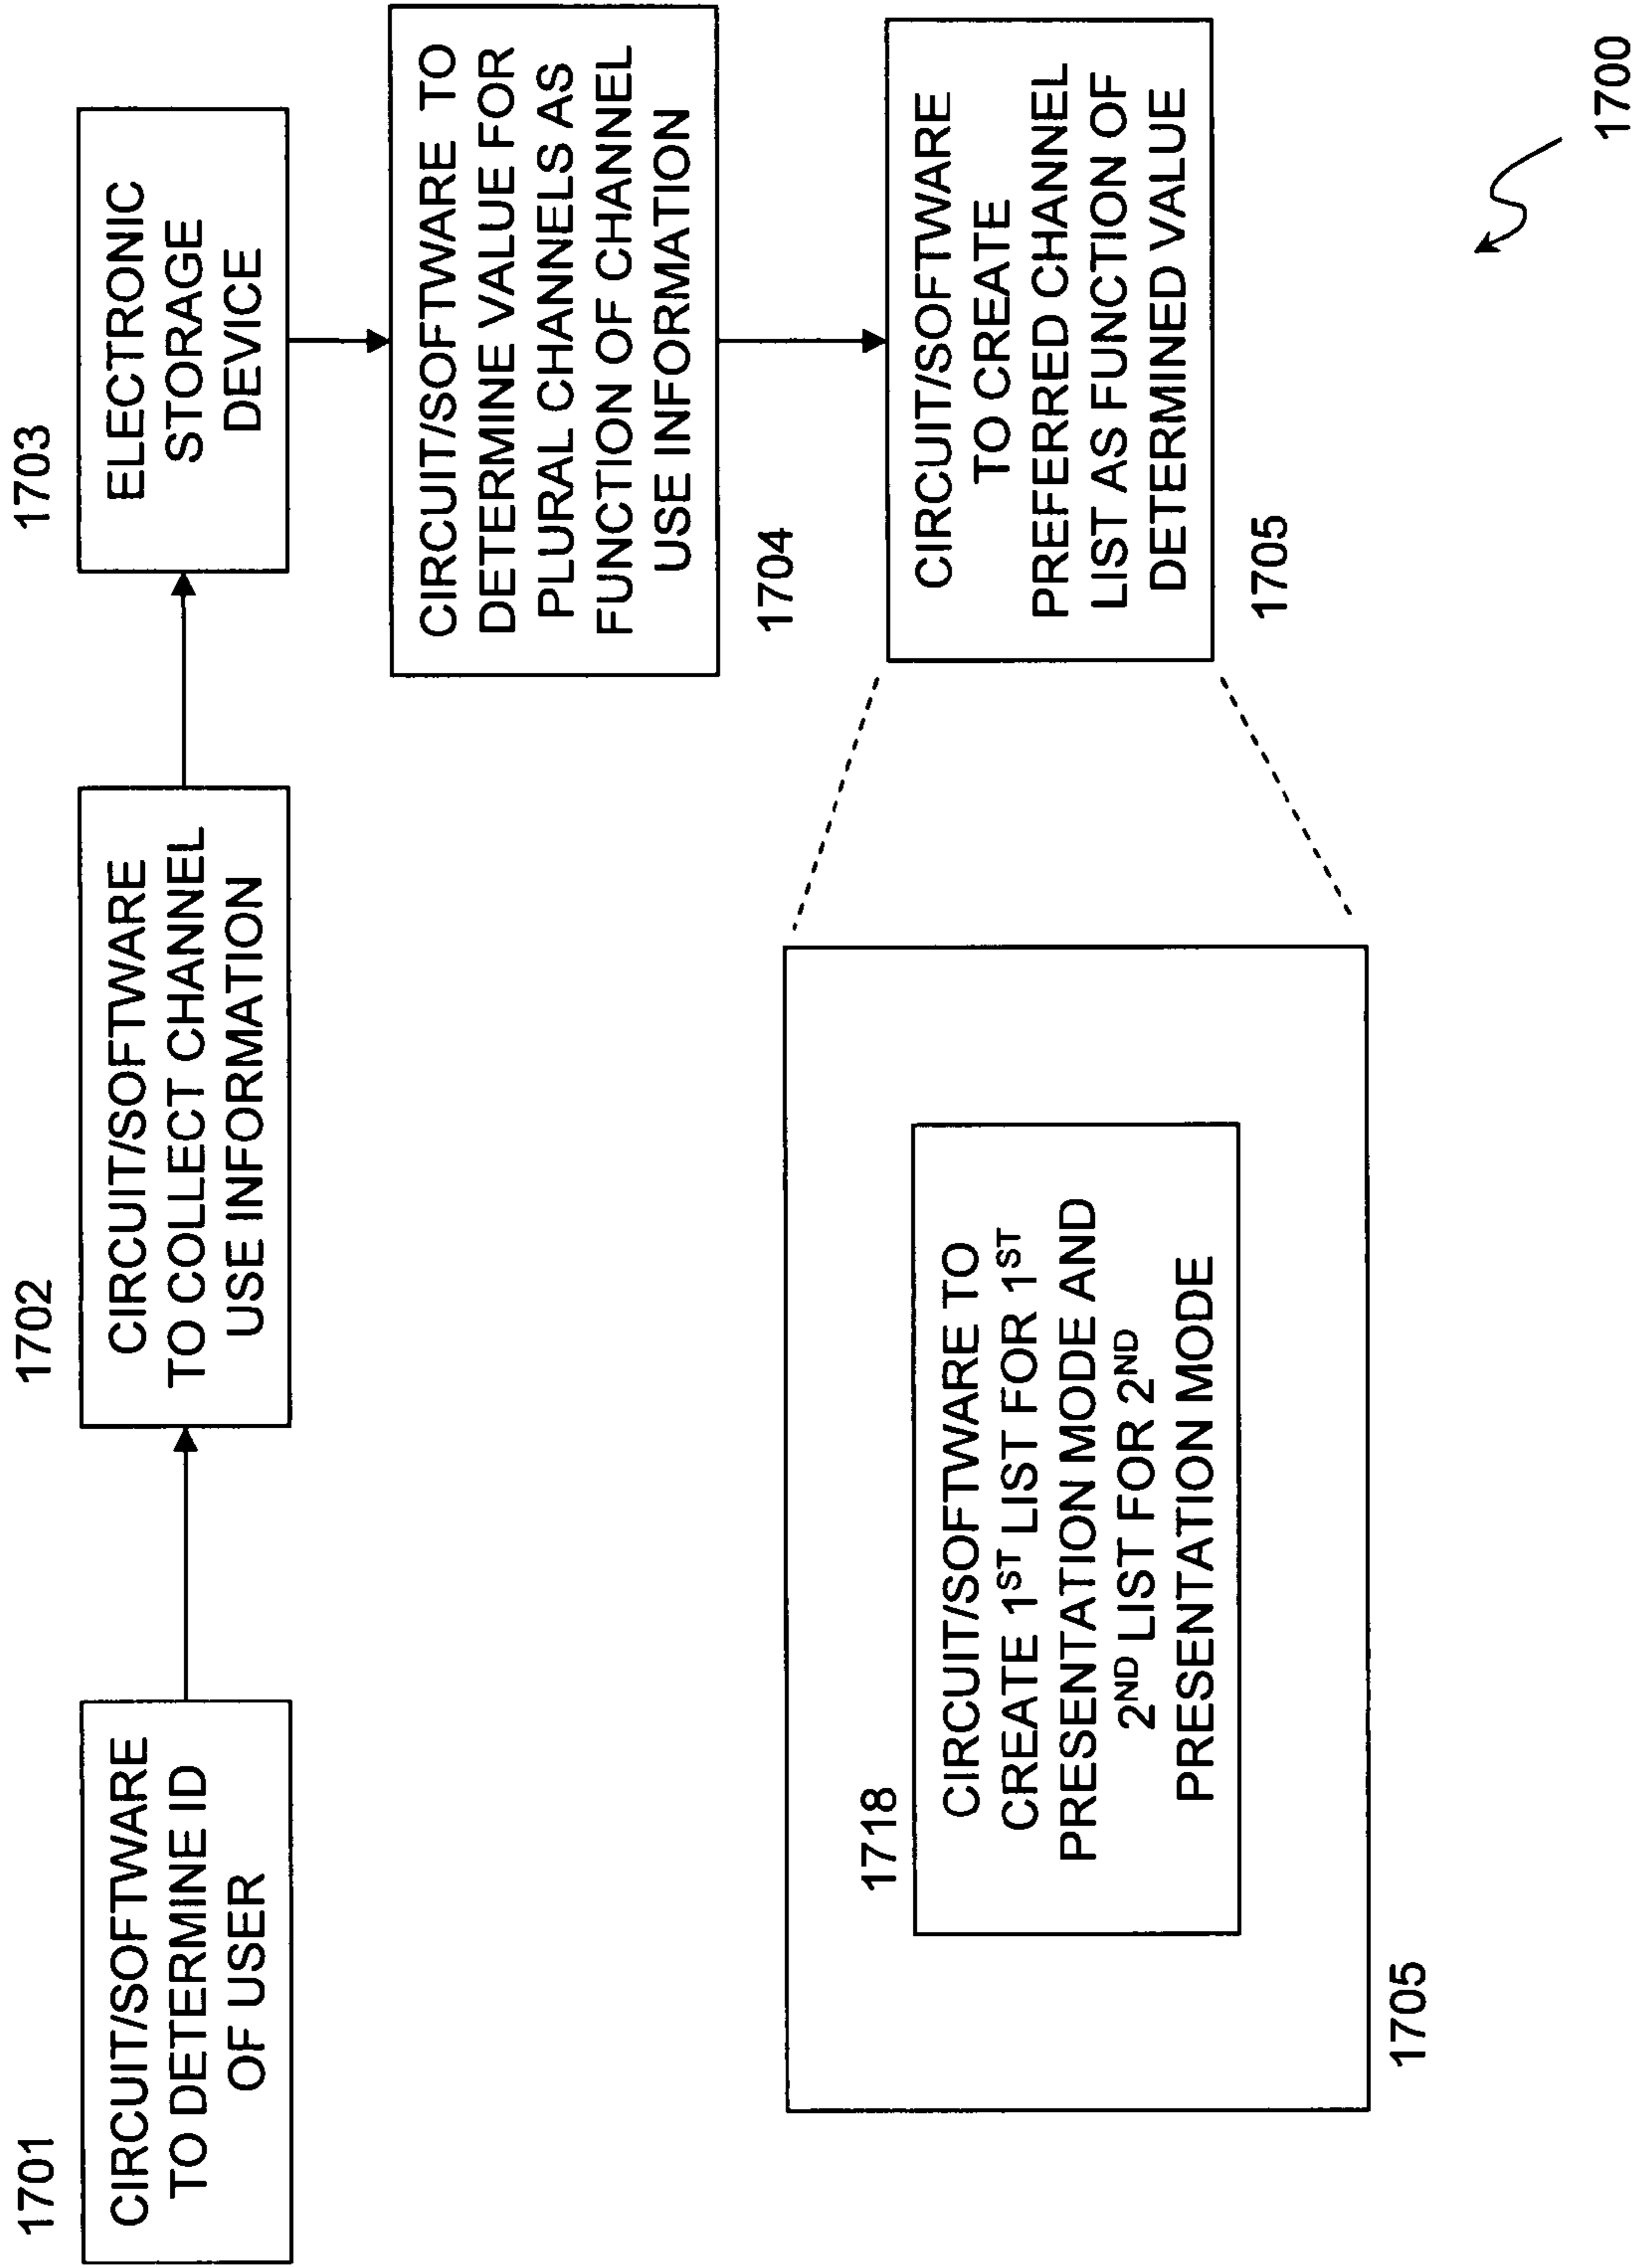 1701
CIRCUIT/SOFTWARE
TO DETERMINE ID
OF USER
1702
CIRCUIT/SOFTWARE
TO COLLECT CHANNEL
USE INFORMATION
1703
ELECTRONIC
STORAGE
DEVICE
CIRCUIT/SOFTWARE TO
DETERMINE VALUE FOR
PLURAL CHANNELS AS
FUNCTION OF CHANNEL
USE INFORMATION
1704
CIRCUIT/SOFTWARE
TO CREATE
PREFERRED CHANNEL
LIST AS FUNCTION OF
DETERMINED VALUE
1705
1718
CIRCUIT/SOFTWARE TO
CREATE 1ST LIST FOR 1ST
PRESENTATION MODE AND
2ND LIST FOR 2ND
PRESENTATION MODE
1705
1700